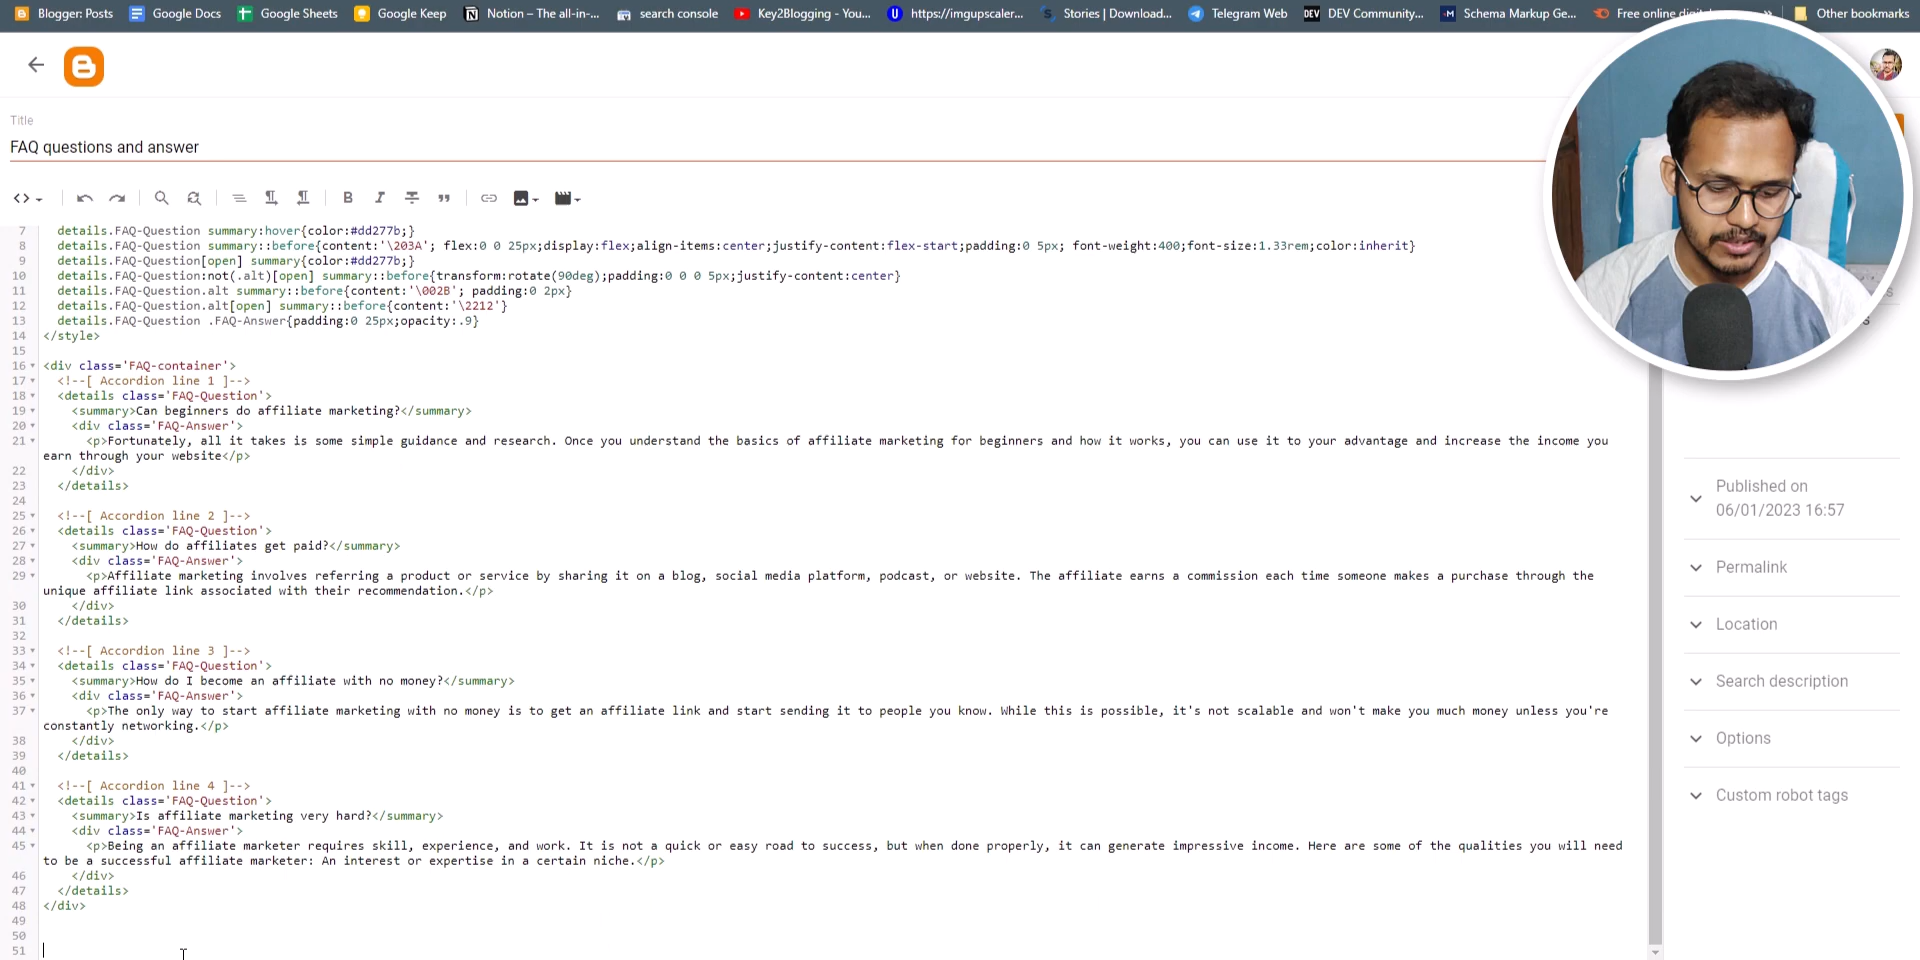 Blogger: Posts Google Docs Google Sheets Google Keep Notion – The all-in-... search console Key2Blogging - You... https://imgupscaler... Stories | Download... Telegram Web DEV Community... Schema Markup Ge... Free online digital Other bookmarks
Title
FAQ questions and answer
7 details.FAQ-Question summary:hover{color:#dd277b;}
8 details.FAQ-Question summary::before{content:'\203A'; flex:0 0 25px;display:flex;align-items:center;justify-content:flex-start;padding:0 5px; font-weight:400;font-size:1.33rem;color:inherit}
9 details.FAQ-Question[open] summary{color:#dd277b;}
10 details.FAQ-Question:not(.alt)[open] summary::before{transform:rotate(90deg);padding:0 0 0 5px;justify-content:center}
11 details.FAQ-Question.alt summary::before{content:'\002B'; padding:0 2px}
12 details.FAQ-Question.alt[open] summary::before{content:'\2212'}
13 details.FAQ-Question .FAQ-Answer{padding:0 25px;opacity:.9}
14 </style>
15
16 <div class='FAQ-container'>
17 <!--[ Accordion line 1 ]-->
18 <details class='FAQ-Question'>
19 <summary>Can beginners do affiliate marketing?</summary>
20 <div class='FAQ-Answer'>
21 <p>Fortunately, all it takes is some simple guidance and research. Once you understand the basics of affiliate marketing for beginners and how it works, you can use it to your advantage and increase the income you
earn through your website</p>
22 </div>
23 </details>
24
25 <!--[ Accordion line 2 ]-->
26 <details class='FAQ-Question'>
27 <summary>How do affiliates get paid?</summary>
28 <div class='FAQ-Answer'>
29 <p>Affiliate marketing involves referring a product or service by sharing it on a blog, social media platform, podcast, or website. The affiliate earns a commission each time someone makes a purchase through the
unique affiliate link associated with their recommendation.</p>
30 </div>
31 </details>
32
33 <!--[ Accordion line 3 ]-->
34 <details class='FAQ-Question'>
35 <summary>How do I become an affiliate with no money?</summary>
36 <div class='FAQ-Answer'>
37 <p>The only way to start affiliate marketing with no money is to get an affiliate link and start sending it to people you know. While this is possible, it's not scalable and won't make you much money unless you're
constantly networking.</p>
38 </div>
39 </details>
40
41 <!--[ Accordion line 4 ]-->
42 <details class='FAQ-Question'>
43 <summary>Is affiliate marketing very hard?</summary>
44 <div class='FAQ-Answer'>
45 <p>Being an affiliate marketer requires skill, experience, and work. It is not a quick or easy road to success, but when done properly, it can generate impressive income. Here are some of the qualities you will need
to be a successful affiliate marketer: An interest or expertise in a certain niche.</p>
46 </div>
47 </details>
48 </div>
49
50
51
Published on
06/01/2023 16:57
Permalink
Location
Search description
Options
Custom robot tags